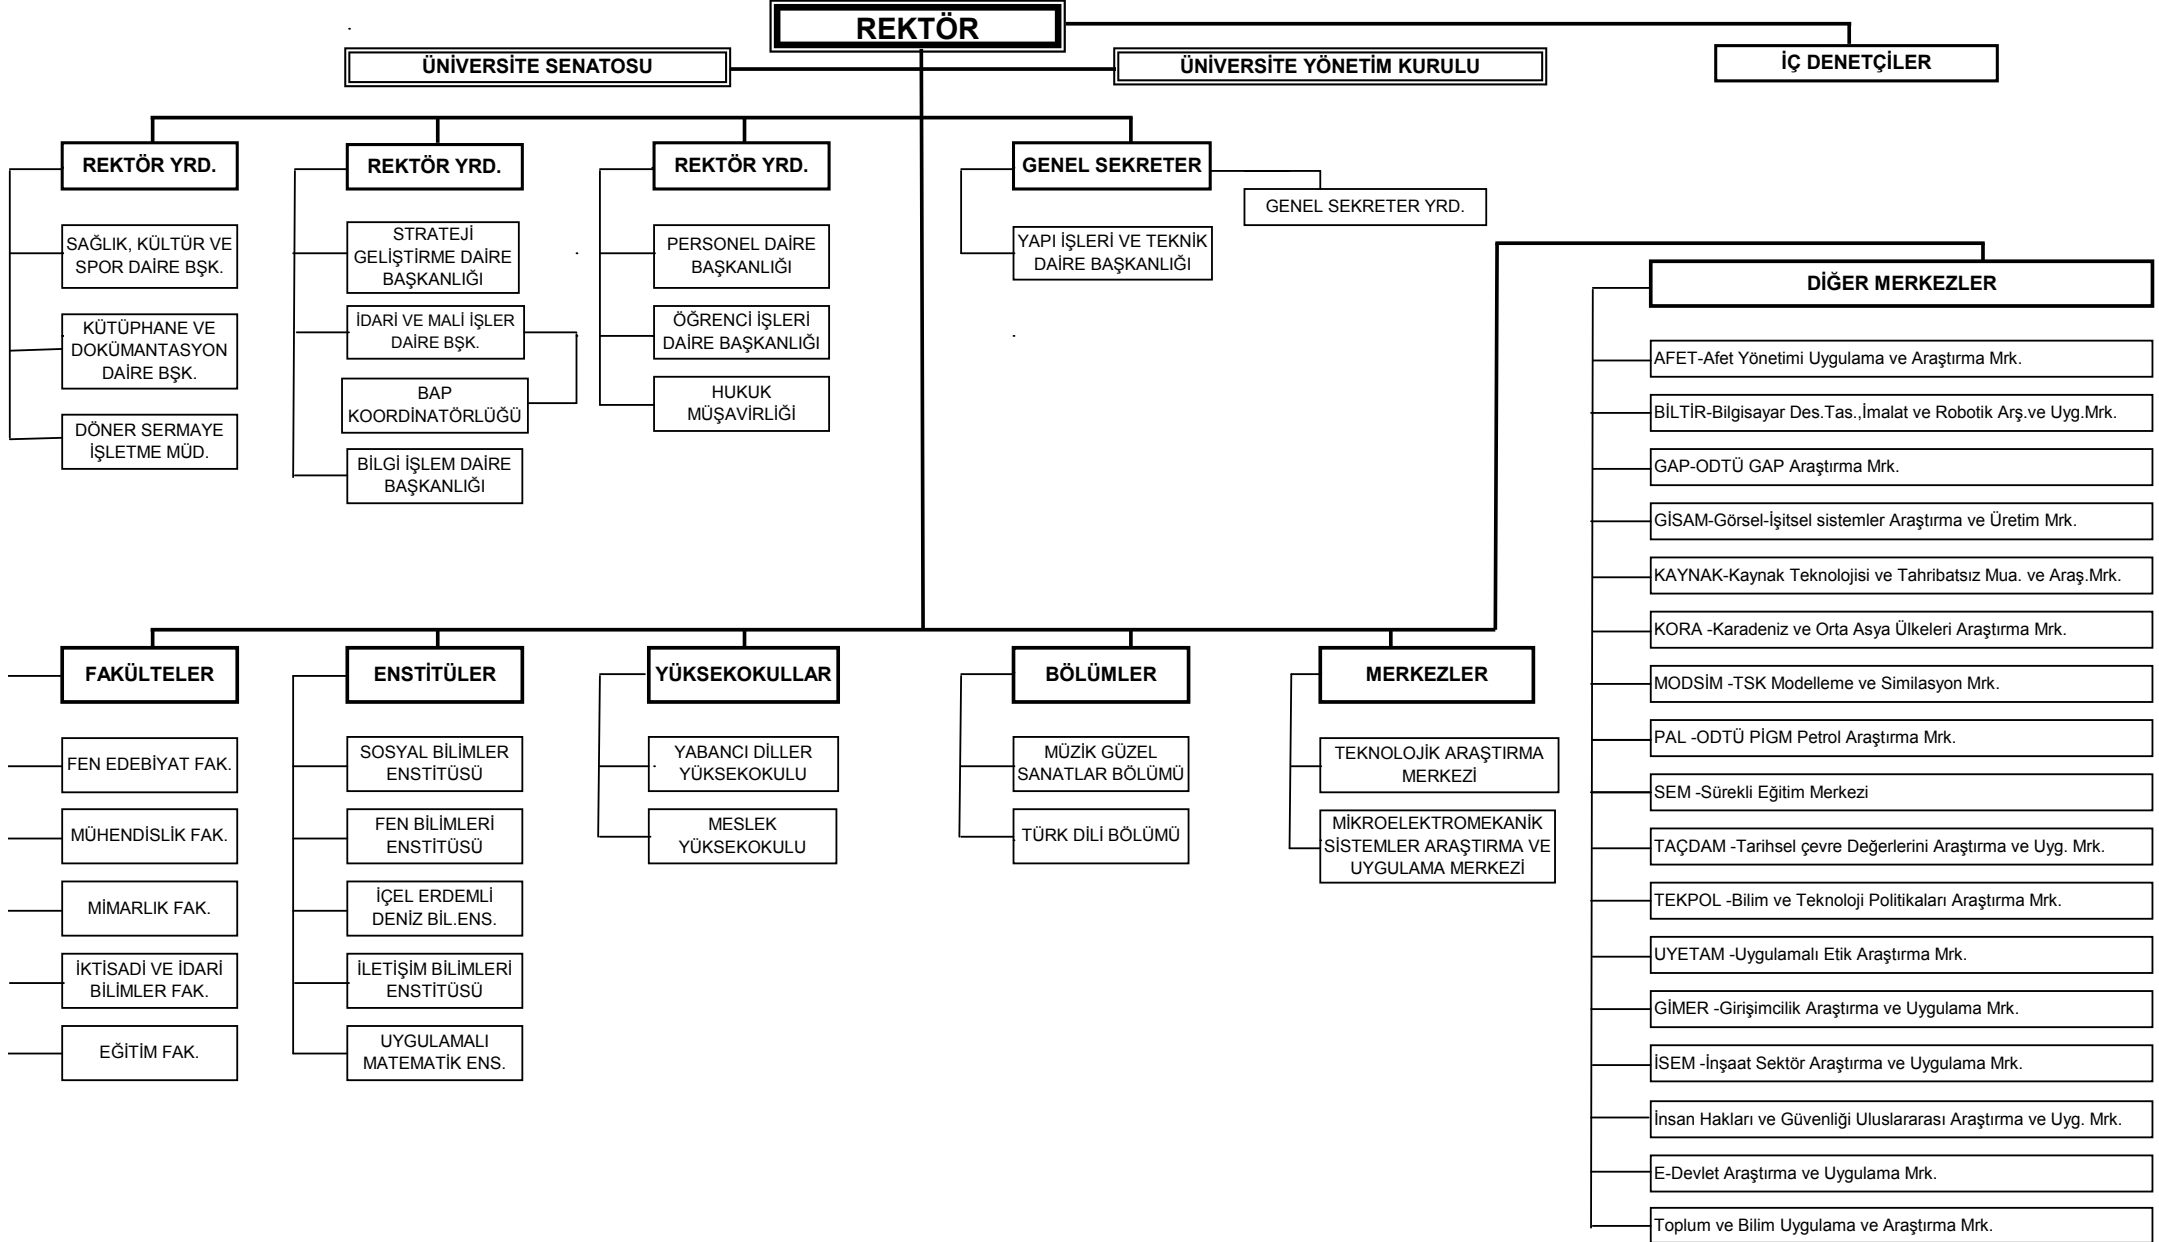 REKTÖR
ÜNİVERSİTE SENATOSU
ÜNİVERSİTE YÖNETİM KURULU
İÇ DENETÇİLER
REKTÖR YRD.
SAĞLIK, KÜLTÜR VE
SPOR DAİRE BŞK.
KÜTÜPHANE VE
DOKÜMANTASYON
DAİRE BŞK.
DÖNER SERMAYE
İŞLETME MÜD.
REKTÖR YRD.
STRATEJİ
GELİŞTİRME DAİRE
BAŞKANLIĞI
İDARİ VE MALİ İŞLER
DAİRE BŞK.
BAP
KOORDİNATÖRLÜĞÜ
BİLGİ İŞLEM DAİRE
BAŞKANLIĞI
REKTÖR YRD.
PERSONEL DAİRE
BAŞKANLIĞI
ÖĞRENCİ İŞLERİ
DAİRE BAŞKANLIĞI
HUKUK
MÜŞAVİRLİĞİ
GENEL SEKRETER
GENEL SEKRETER YRD.
YAPI İŞLERİ VE TEKNİK
DAİRE BAŞKANLIĞI
FAKÜLTELER
FEN EDEBİYAT FAK.
MÜHENDİSLİK FAK.
MİMARLIK FAK.
İKTİSADİ VE İDARİ
BİLİMLER FAK.
EĞİTİM FAK.
ENSTİTÜLER
SOSYAL BİLİMLER
ENSTİTÜSÜ
FEN BİLİMLERİ
ENSTİTÜSÜ
İÇEL ERDEMLİ
DENİZ BİL.ENS.
İLETİŞİM BİLİMLERİ
ENSTİTÜSÜ
UYGULAMALI
MATEMATİK ENS.
YÜKSEKOKULLAR
YABANCI DİLLER
YÜKSEKOKULU
MESLEK
YÜKSEKOKULU
BÖLÜMLER
MÜZİK GÜZEL
SANATLAR BÖLÜMÜ
TÜRK DİLİ BÖLÜMÜ
MERKEZLER
TEKNOLOJİK ARAŞTIRMA
MERKEZİ
MİKROELEKTROMEKANİK
SİSTEMLER ARAŞTIRMA VE
UYGULAMA MERKEZİ
DİĞER MERKEZLER
AFET-Afet Yönetimi Uygulama ve Araştırma Mrk.
BİLTİR-Bilgisayar Des.Tas.,İmalat ve Robotik Arş.ve Uyg.Mrk.
GAP-ODTÜ GAP Araştırma Mrk.
GİSAM-Görsel-İşitsel sistemler Araştırma ve Üretim Mrk.
KAYNAK-Kaynak Teknolojisi ve Tahribatsız Mua. ve Araş.Mrk.
KORA -Karadeniz ve Orta Asya Ülkeleri Araştırma Mrk.
MODSİM -TSK Modelleme ve Similasyon Mrk.
PAL -ODTÜ PİGM Petrol Araştırma Mrk.
SEM -Sürekli Eğitim Merkezi
TAÇDAM -Tarihsel çevre Değerlerini Araştırma ve Uyg. Mrk.
TEKPOL -Bilim ve Teknoloji Politikaları Araştırma Mrk.
UYETAM -Uygulamalı Etik Araştırma Mrk.
GİMER -Girişimcilik Araştırma ve Uygulama Mrk.
İSEM -İnşaat Sektör Araştırma ve Uygulama Mrk.
İnsan Hakları ve Güvenliği Uluslararası Araştırma ve Uyg. Mrk.
E-Devlet Araştırma ve Uygulama Mrk.
Toplum ve Bilim Uygulama ve Araştırma Mrk.